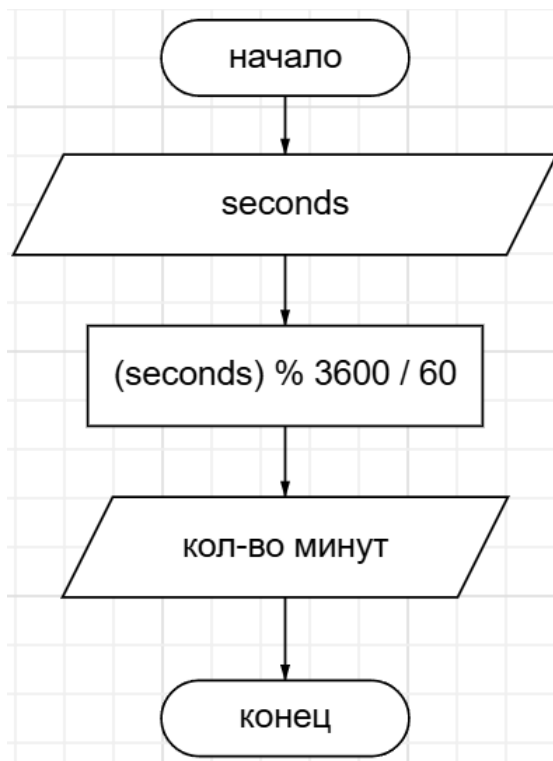 начало
seconds
(seconds) % 3600 / 60
кол-во минут
конец